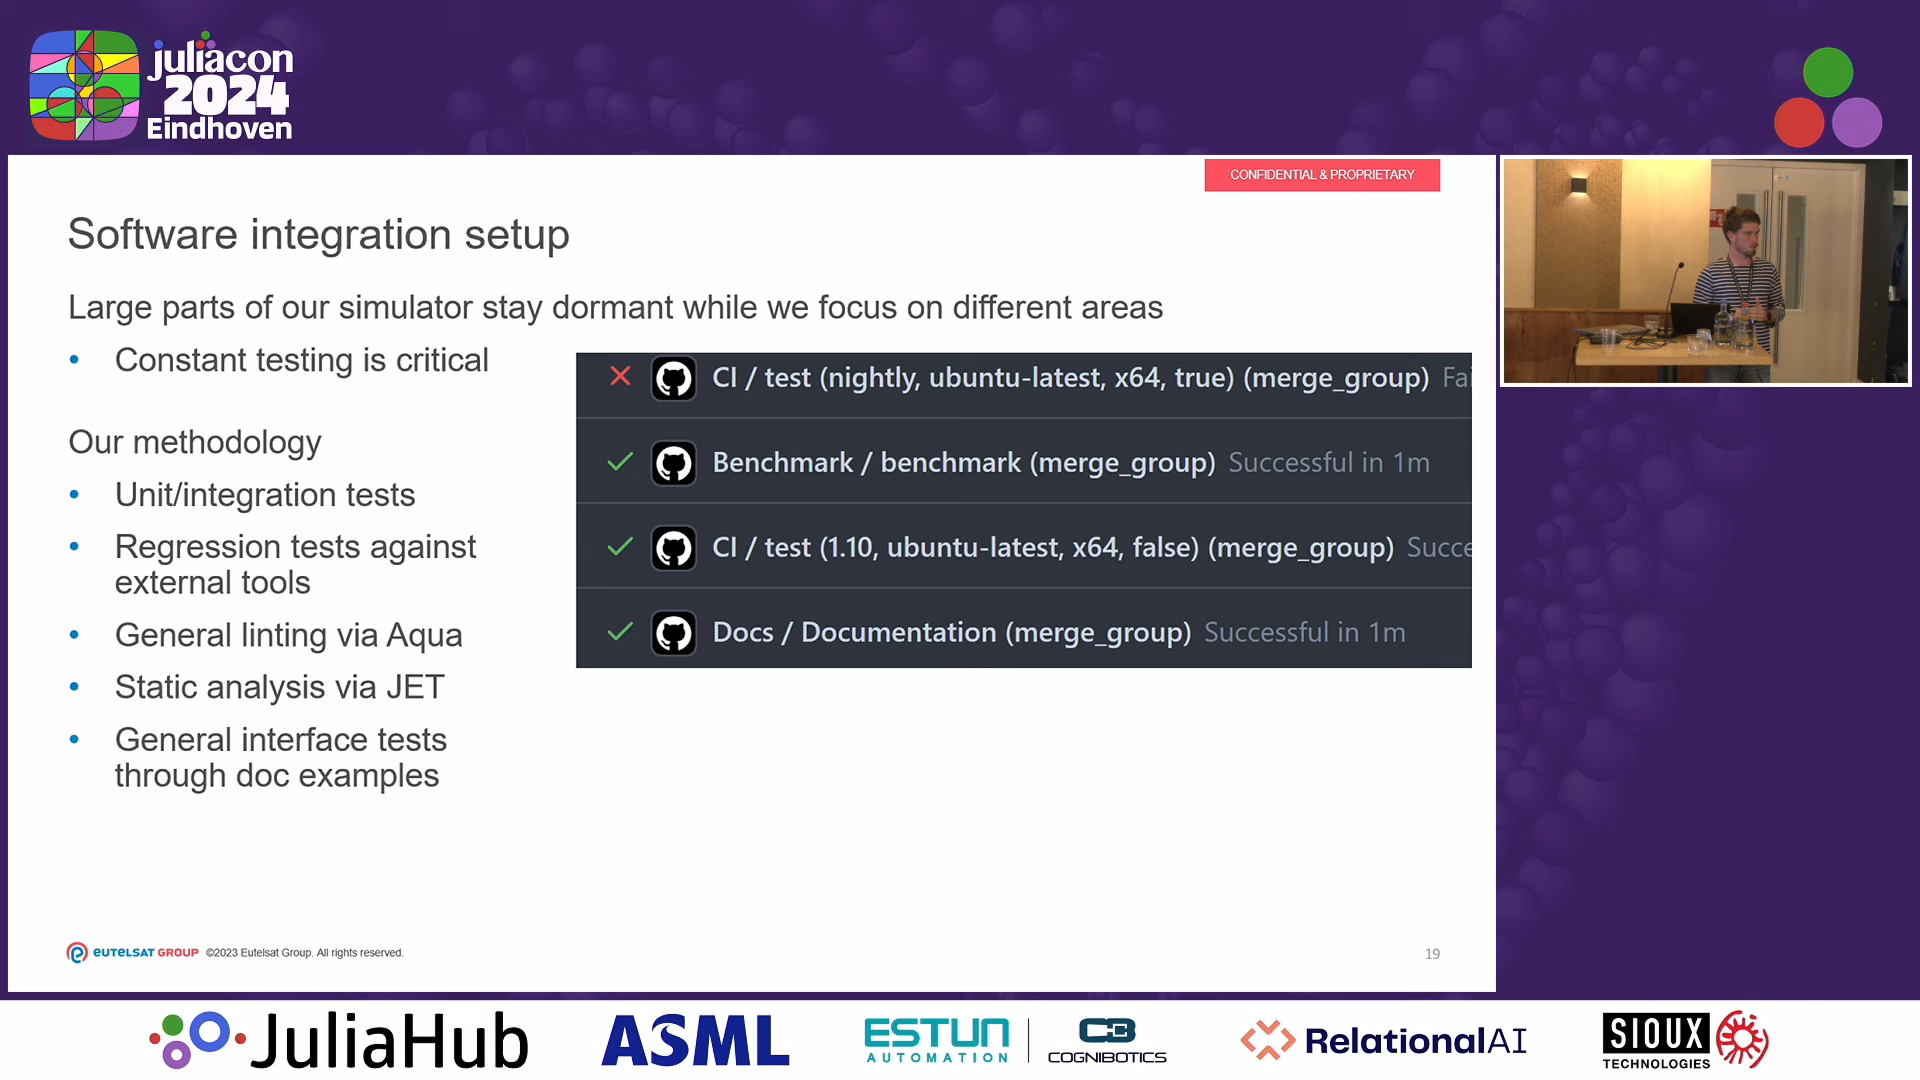 juliacon
2024
Eindhoven
CONFIDENTIAL & PROPRIETARY
Software integration setup
Large parts of our simulator stay dormant while we focus on different areas
• Constant testing is critical
Our methodology
• Unit/integration tests
• Regression tests against
external tools
• General linting via Aqua
• Static analysis via JET
• General interface tests
through doc examples
CI / test (nightly, ubuntu-latest, x64, true) (merge_group) Fai
Benchmark / benchmark (merge_group) Successful in 1m
CI / test (1.10, ubuntu-latest, x64, false) (merge_group) Succe
Docs / Documentation (merge_group) Successful in 1m
EUTELSAT GROUP ©2023 Eutelsat Group. All rights reserved.
19
JuliaHub
ASML
ESTUN
AUTOMATION
COGNIBOTICS
RelationalAI
SIOUX
TECHNOLOGIES